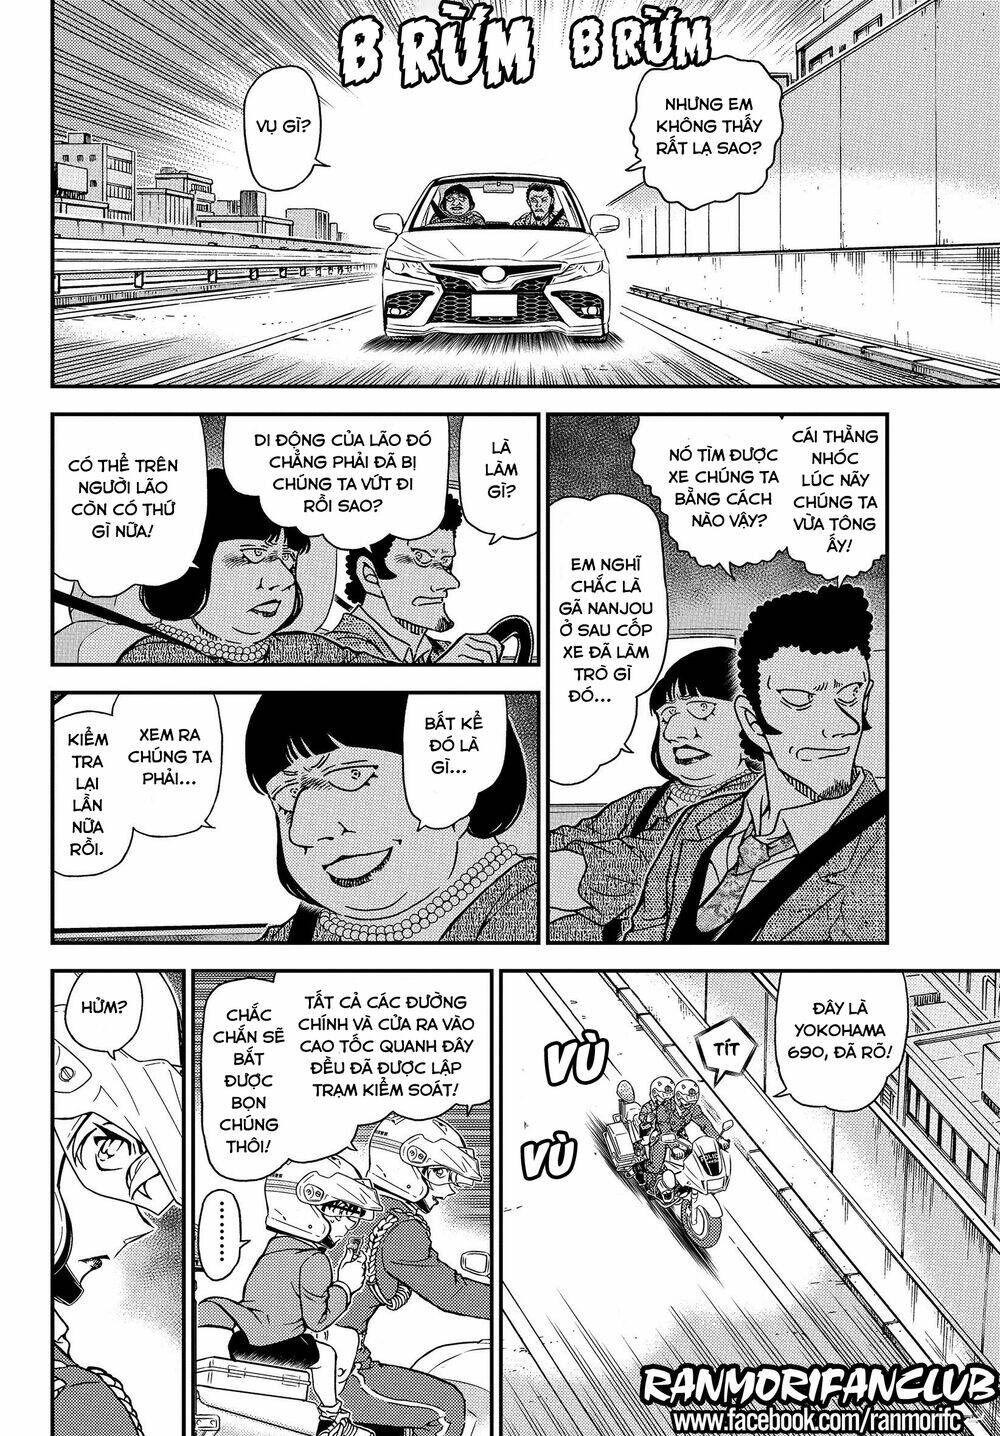 B RỪM
B RỪM
NHƯNG EM
KHÔNG THẤY
RẤT LẠ SAO?
VỤ GÌ?
CÁI THẰNG
NHÓC
LÚC NÃY
CHÚNG TA
VỪA TÔNG
ẤY!
NÓ TÌM ĐƯỢC
XE CHÚNG TA
BẰNG CÁCH
NÀO VẬY?
EM NGHĨ
CHẮC LÀ
GÃ NANJOU
Ở SAU CỐP
XE ĐÃ LÀM
TRÒ GÌ
ĐÓ...
LÀ
LÀM
GÌ?
DI ĐỘNG CỦA LÃO ĐÓ
CHẲNG PHẢI ĐÃ BỊ
CHÚNG TA VỨT ĐI
RỒI SAO?
CÓ THỂ TRÊN
NGƯỜI LÃO
CÒN CÓ THỨ
GÌ NỮA!
BẤT KỂ
ĐÓ LÀ
GÌ...
XEM RA
CHÚNG TA
PHẢI...
KIỂM
TRA
LẠI
LẦN
NỮA
RỒI.
ĐÂY LÀ
YOKOHAMA
690, ĐÃ RÕ!
TÍT
VÙ
VÙ
TẤT CẢ CÁC ĐƯỜNG
CHÍNH VÀ CỬA RA VÀO
CAO TỐC QUANH ĐÂY
ĐỀU ĐÃ ĐƯỢC LẬP
TRẠM KIỂM SOÁT!
CHẮC
CHẮN SẼ
BẮT
ĐƯỢC
BỌN
CHÚNG
THÔI!
........
HỬM?
RANMORIFANCLUB
www.facebook.com/ranmorifc